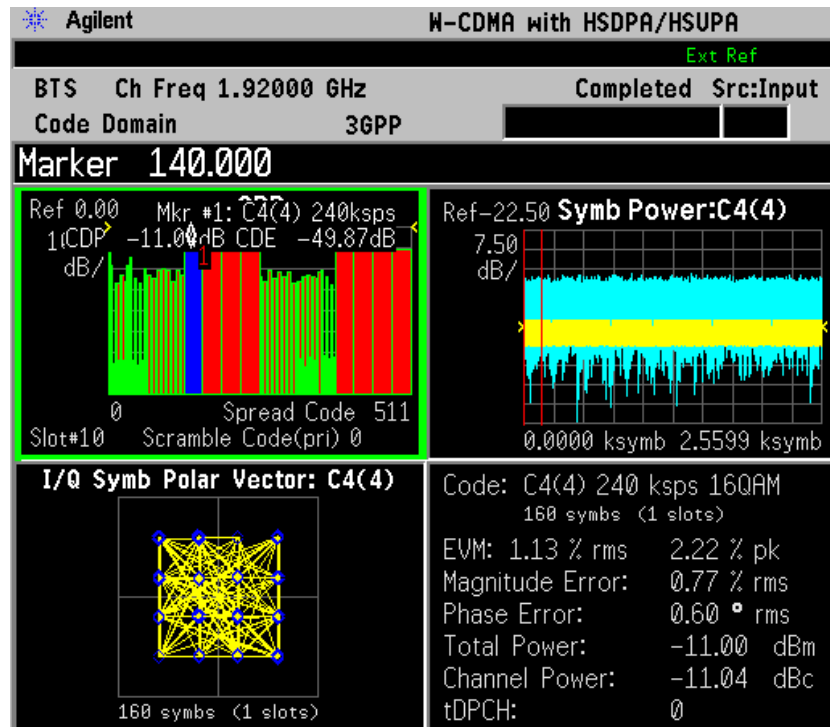 Agilent W-CDMA with HSDPA/HSUPA
Ext Ref
BTS Ch Freq 1.92000 GHz Completed Src:Input
Code Domain 3GPP
Marker 140.000
Ref 0.00 Mkr #1: C4(4) 240ksps
CDP dB CDE -49.87dB
dB/
1
0 Spread Code 511
Slot#10 Scramble Code(pri) 0
Ref-22.50 Symb Power:C4(4)
7.50
dB/
0.0000 ksymb 2.5599 ksymb
I/Q Symb Polar Vector: C4(4)
160 symbs (1 slots)
Code: C4(4) 240 ksps 16QAM
160 symbs (1 slots)
EVM: 1.13 % rms 2.22 % pk
Magnitude Error: 0.77 % rms
Phase Error: 0.60 ° rms
Total Power: -11.00 dBm
Channel Power: -11.04 dBc
tDPCH: 0